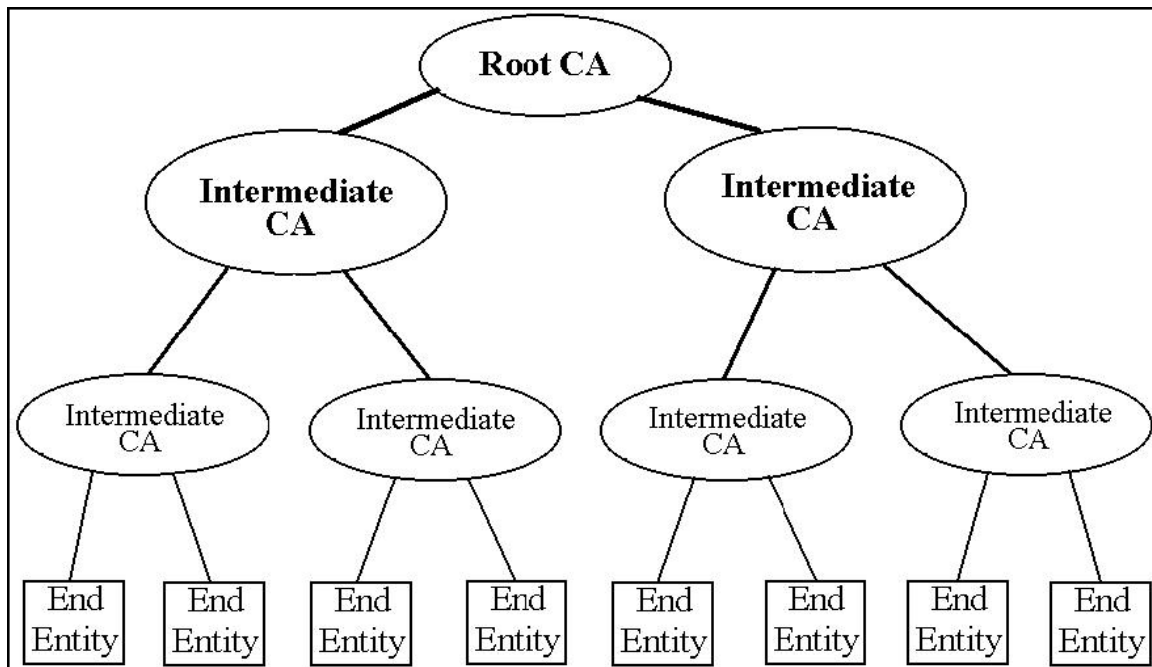 Root CA
Intermediate
CA
Intermediate
CA
Intermediate
CA
Intermediate
CA
Intermediate
CA
Intermediate
CA
End
Entity
End
Entity
End
Entity
End
Entity
End
Entity
End
Entity
End
Entity
End
Entity